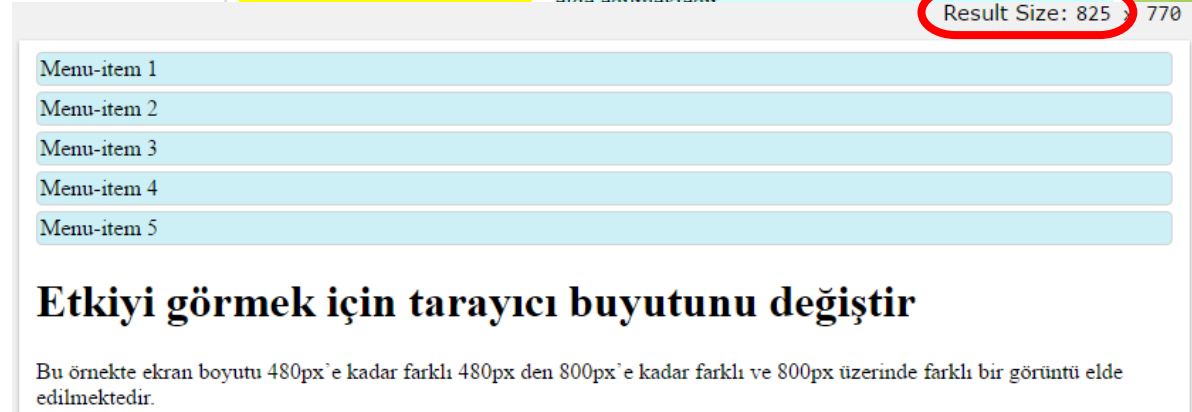 Result Size: 825 x 770
Menu-item 1
Menu-item 2
Menu-item 3
Menu-item 4
Menu-item 5
Etkiyi görmek için tarayıcı buyutunu değiştir
Bu örnekte ekran boyutu 480px`e kadar farklı 480px den 800px`e kadar farklı ve 800px üzerinde farklı bir görüntü elde
edilmektedir.